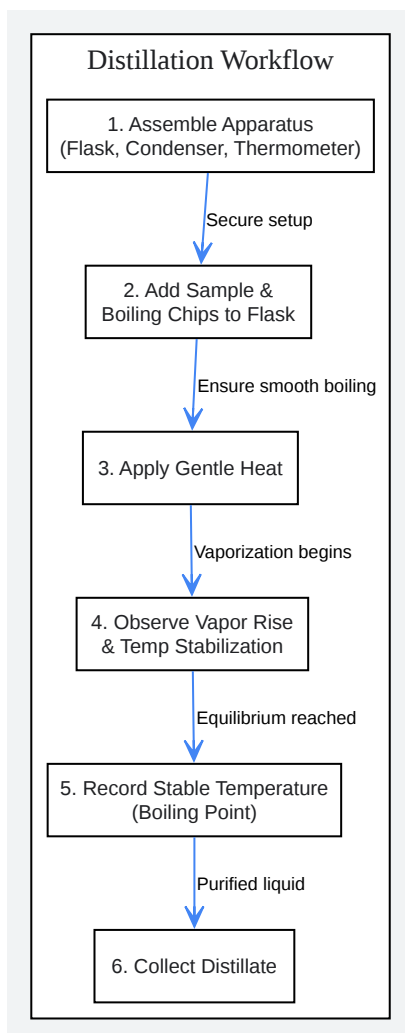 Distillation Workflow
1. Assemble Apparatus
(Flask, Condenser, Thermometer)
Secure setup
2. Add Sample &
Boiling Chips to Flask
Ensure smooth boiling
3. Apply Gentle Heat
Vaporization begins
4. Observe Vapor Rise
& Temp Stabilization
Equilibrium reached
5. Record Stable Temperature
(Boiling Point)
Purified liquid
6. Collect Distillate